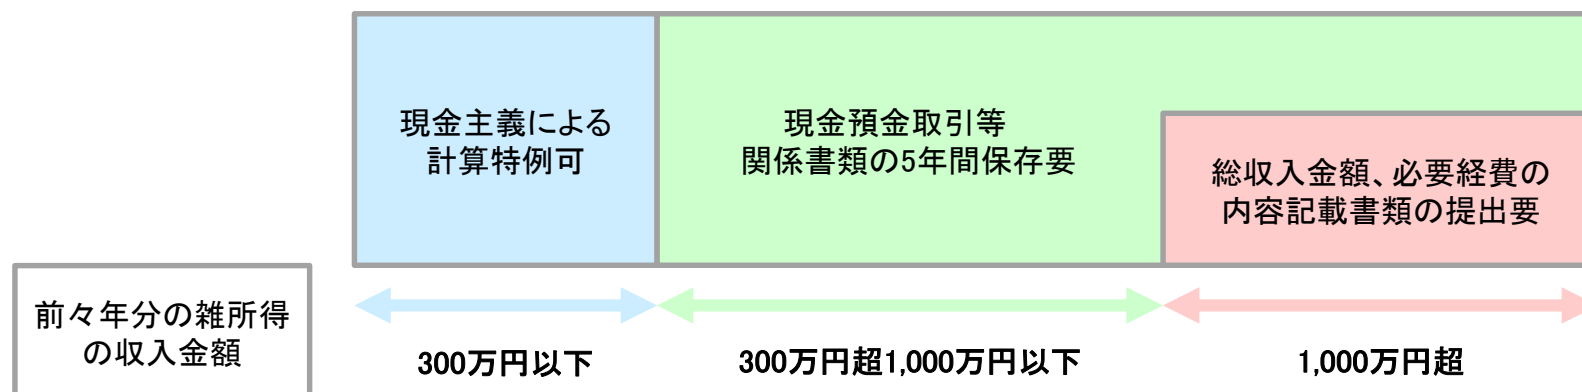 現金主義による
計算特例可
現金預金取引等
関係書類の5年間保存要
総収入金額、必要経費の
内容記載書類の提出要
前々年分の雑所得
の収入金額
300万円以下
300万円超1,000万円以下
1,000万円超